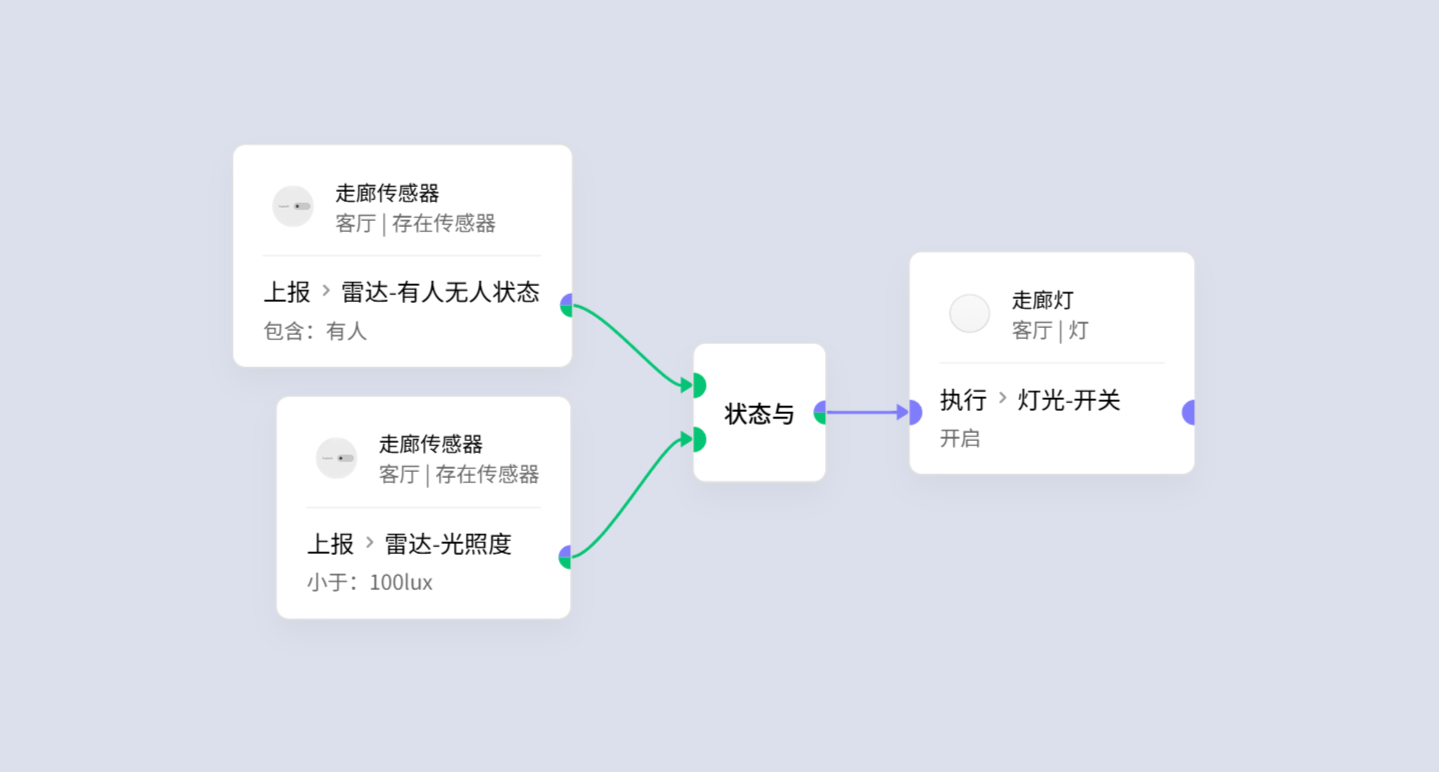 走廊传感器
客厅 | 存在传感器
上报 › 雷达-有人无人状态
包含：有人
走廊传感器
客厅 | 存在传感器
上报 › 雷达-光照度
小于：100lux
状态与
走廊灯
客厅 | 灯
执行 › 灯光-开关
开启